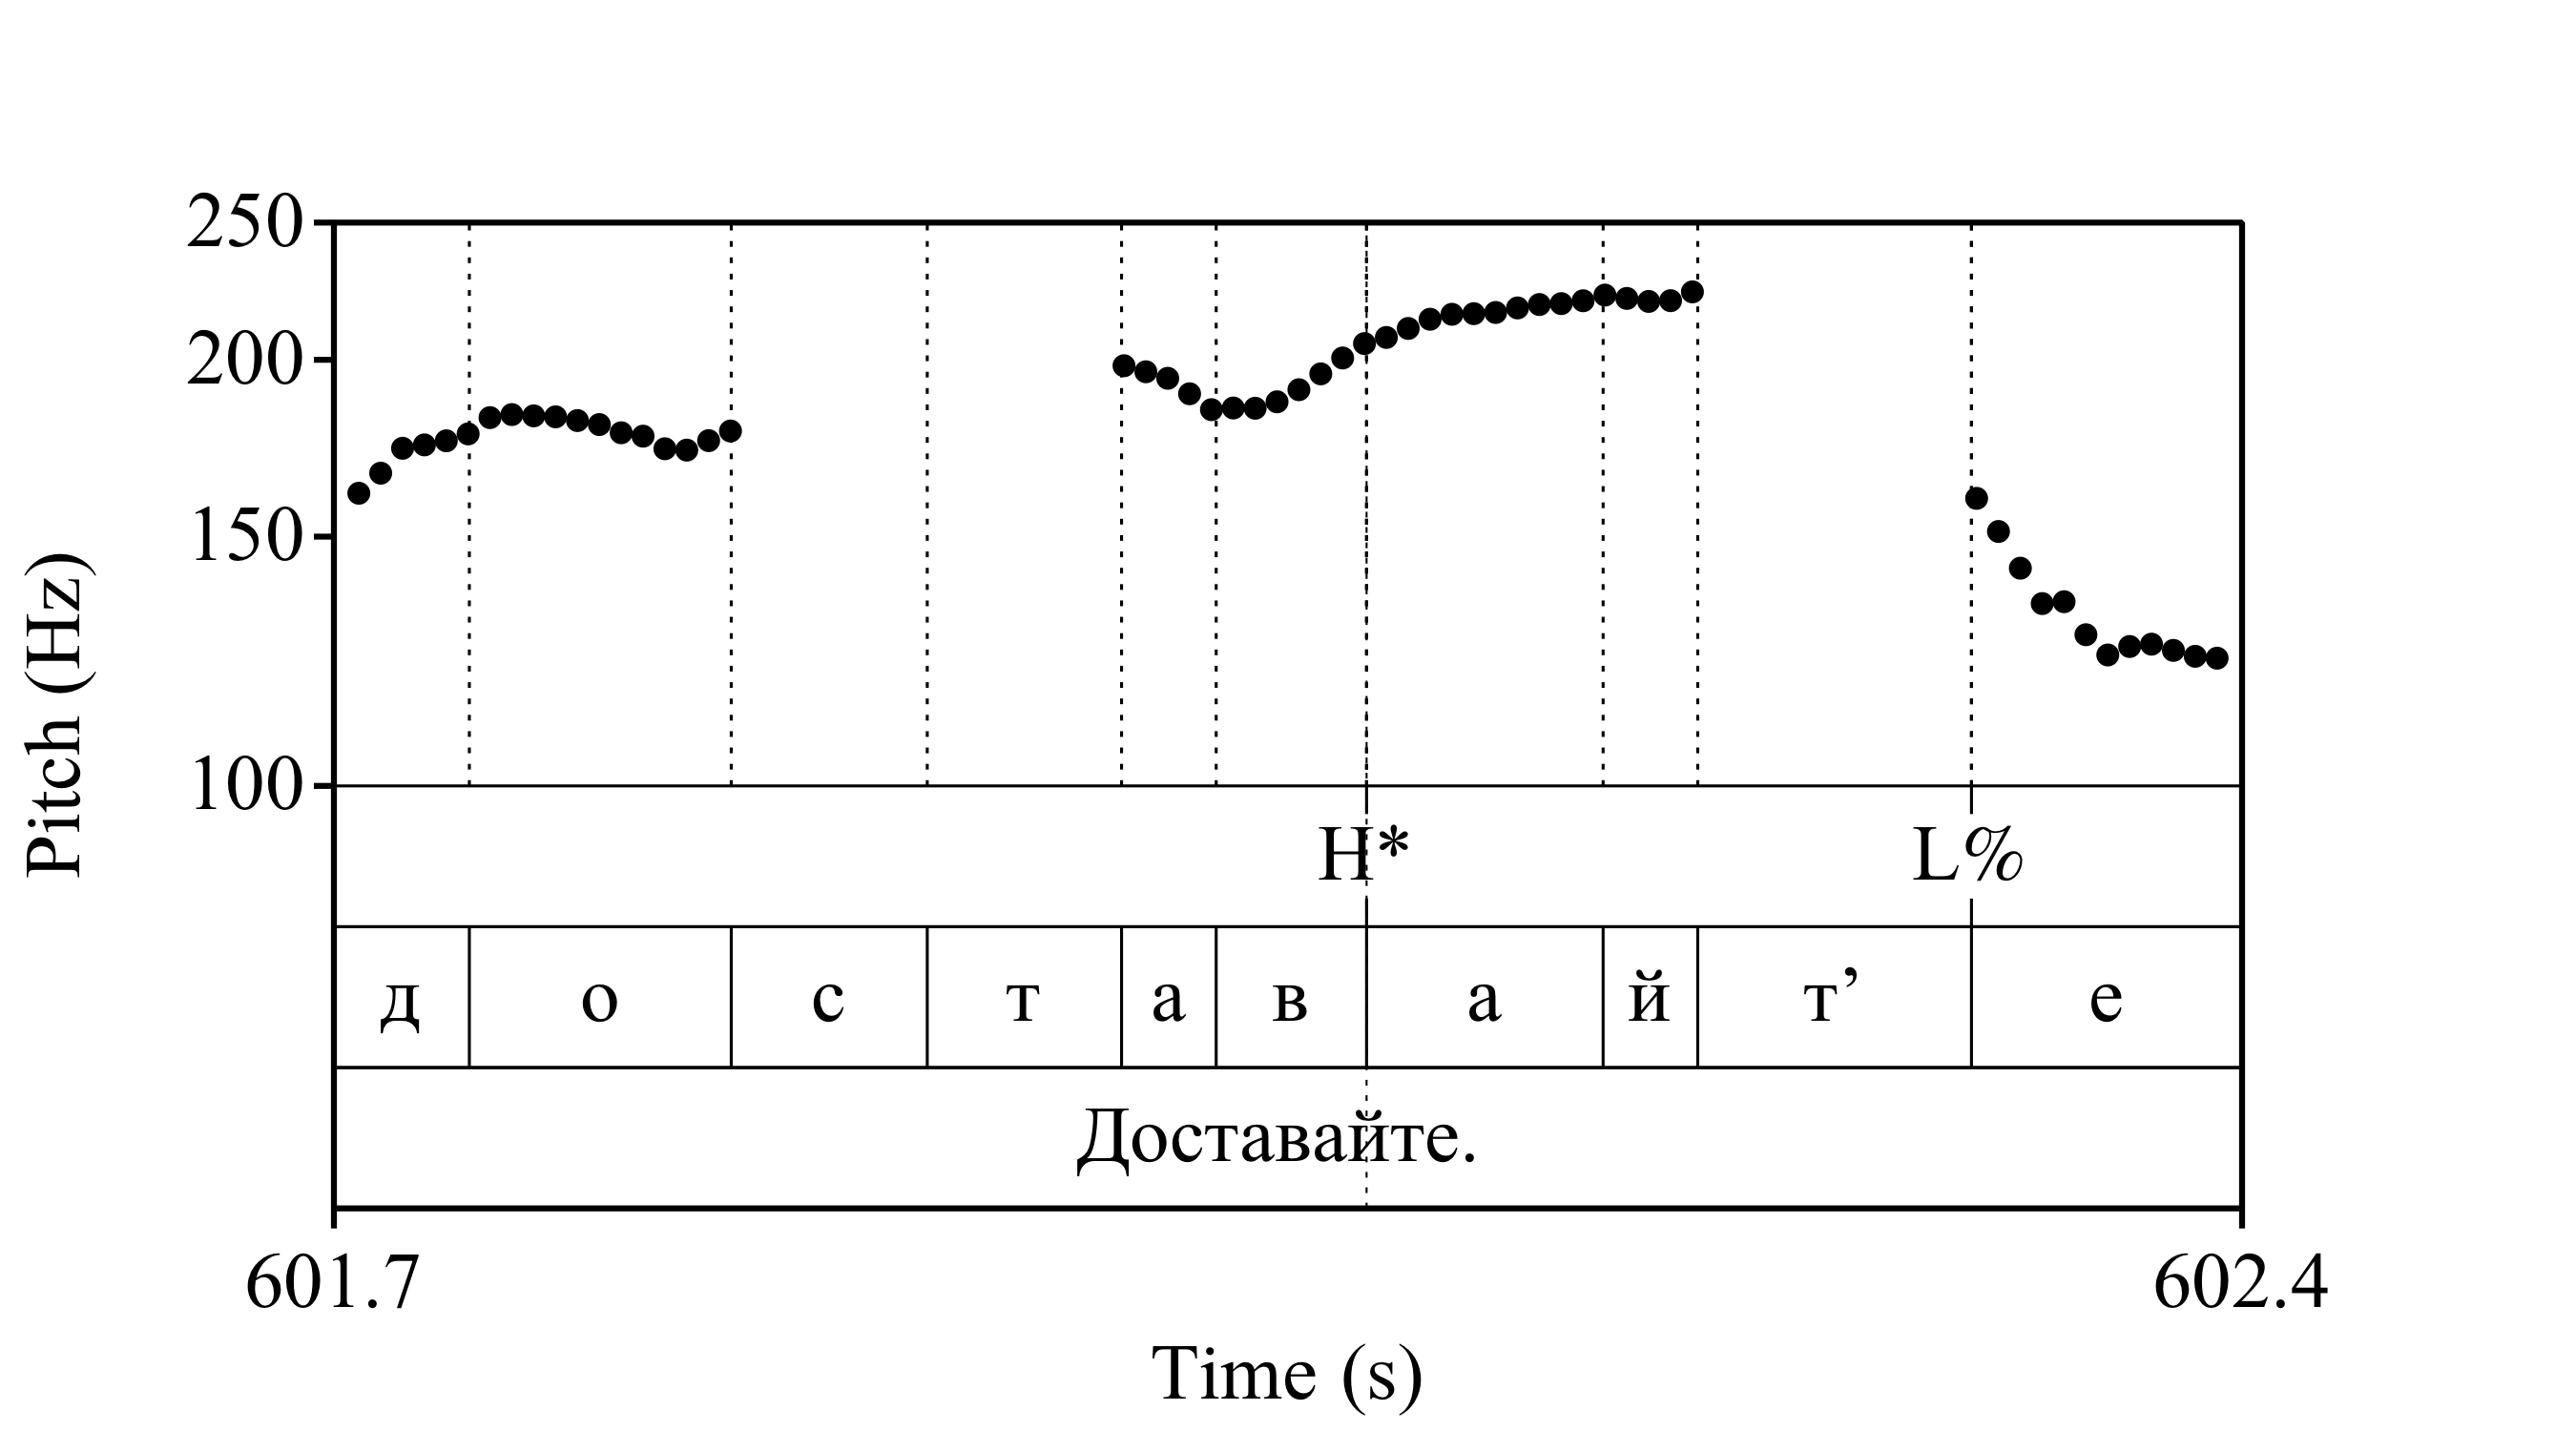 250
200
150
100
Pitch (Hz)
H* L%
д о с т а в а й т’ е
Доставайте.
601.7 602.4
Time (s)